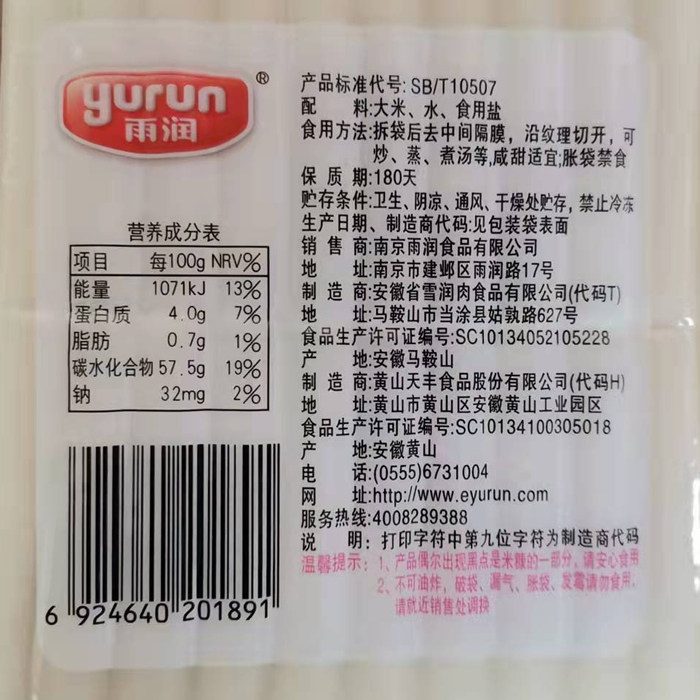 yurun
雨润
®
营养成分表
项目 每100g NRV%
能量 1071kJ 13%
蛋白质 4.0g 7%
脂肪 0.7g 1%
碳水化合物 57.5g 19%
钠 32mg 2%
6 924640 201891
产品标准代号: SB/T10507
配 料:大米、水、食用盐
食用方法:拆袋后去中间隔膜，沿纹理切开，可
炒、蒸、煮汤等,咸甜适宜;胀袋禁食
保 质 期:180天
贮存条件:卫生、阴凉、通风、干燥处贮存，禁止冷冻
生产日期、制造商代码:见包装袋表面
销 售 商:南京雨润食品有限公司
地 址:南京市建邺区雨润路17号
制 造 商:安徽省雪润肉食品有限公司(代码T)
地 址:马鞍山市当涂县姑孰路627号
食品生产许可证编号:SC10134052105228
产 地:安徽马鞍山
制 造 商:黄山天丰食品股份有限公司(代码H)
地 址:黄山市黄山区安徽黄山工业园区
食品生产许可证编号:SC10134100305018
产 地:安徽黄山
电 话:(0555)6731004
网 址:http://www.eyurun.com
服务热线:4008289388
说 明: 打印字符中第九位字符为制造商代码
温馨提示: 1、产品偶尔出现黑点是米糠的一部分，请安心食用
2、不可油炸，破袋、漏气、胀袋、发霉请勿食用，
请就近销售处调换